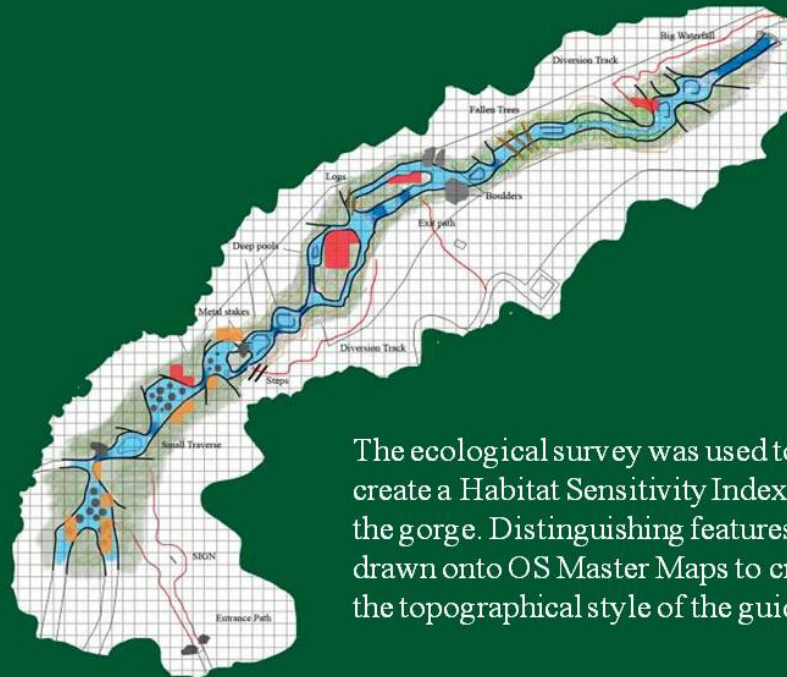 Big Waterfall
Diversion Track
Fallen Trees
Logs
Boulders
Exit path
Deep pools
Metal stakes
Diversion Track
Steps
Small Traverse
SIGN
Entrance Path
The ecological survey was used to
create a Habitat Sensitivity Index
the gorge. Distinguishing features
drawn onto OS Master Maps to
the topographical style of the